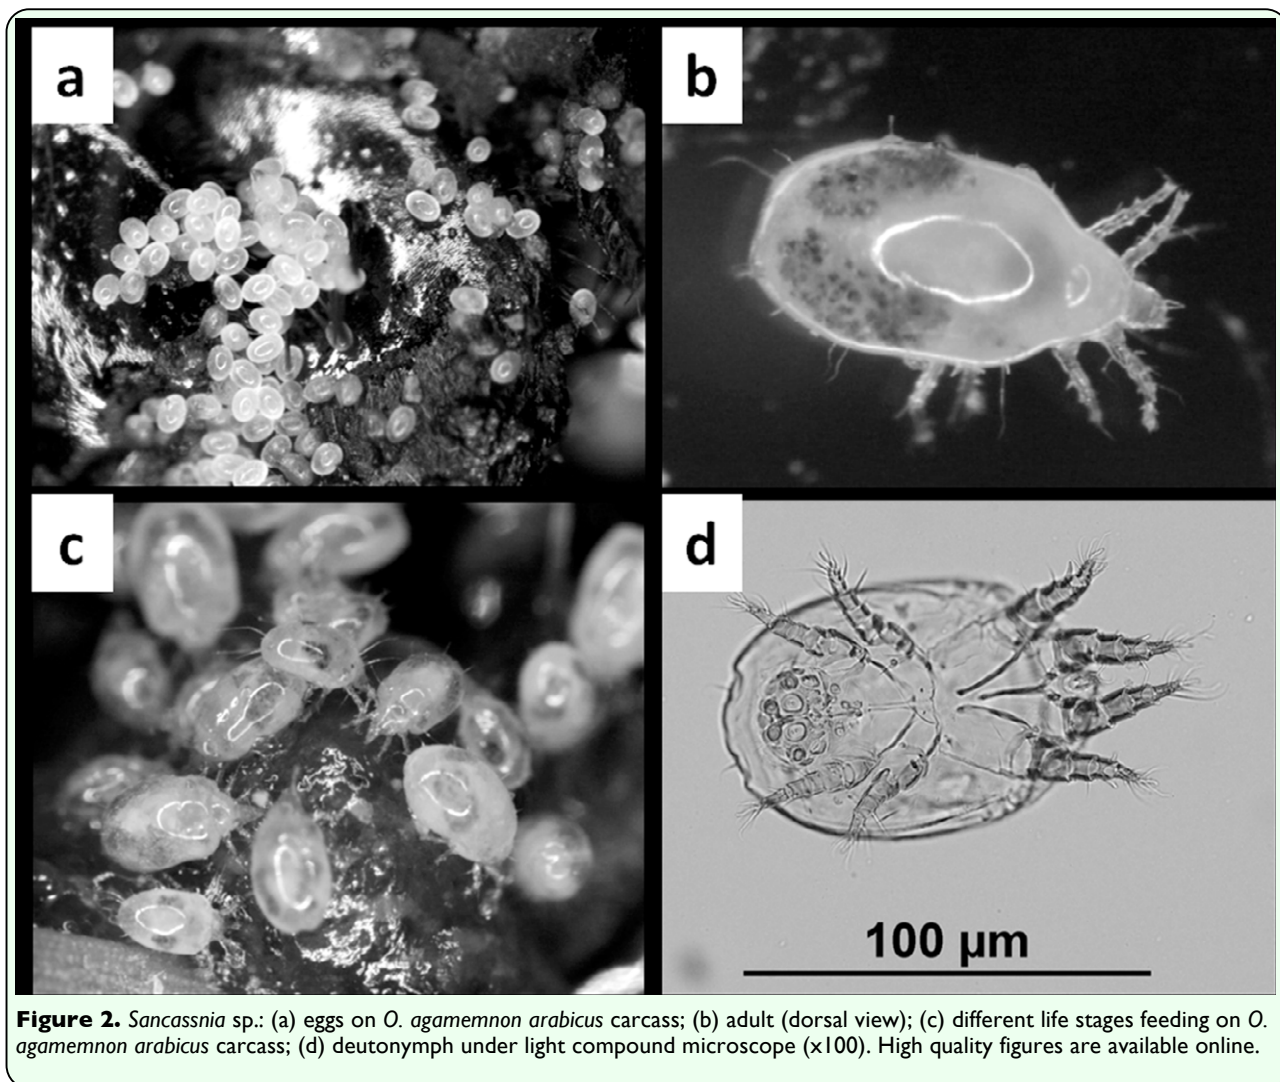 a
b
c
d
100 µm
Figure 2. Sancassnia sp.: (a) eggs on O. agamemnon arabicus carcass; (b) adult (dorsal view); (c) different life stages feeding on O.
agamemnon arabicus carcass; (d) deutonymph under light compound microscope (x100). High quality figures are available online.